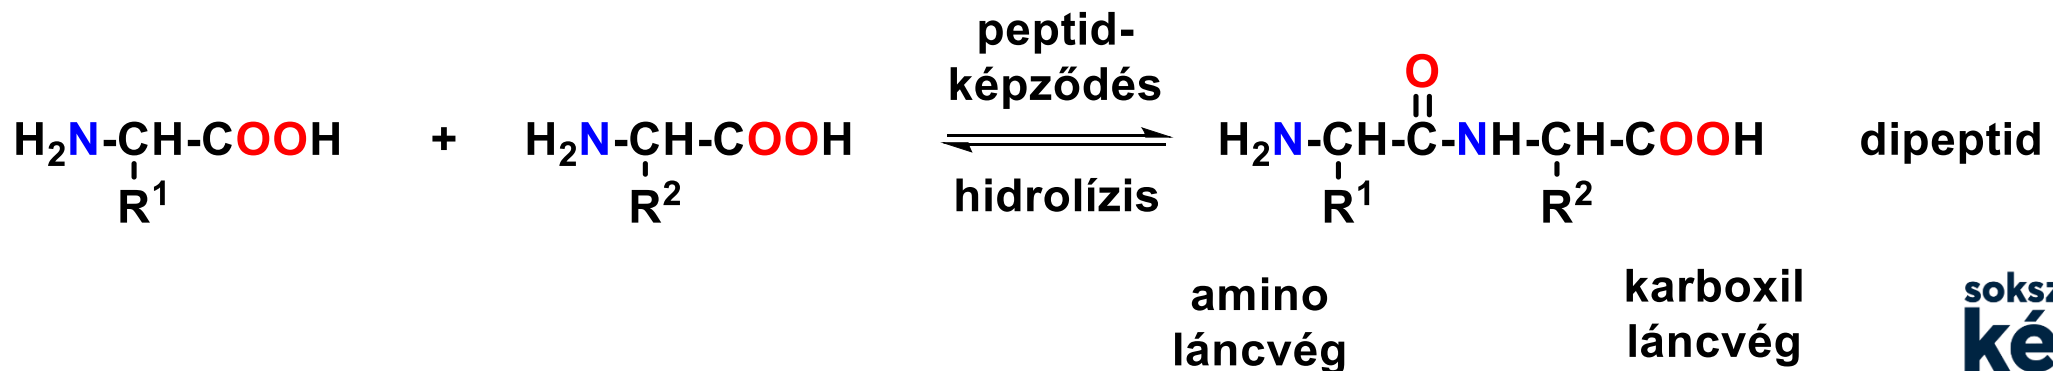 peptid-
képződés
O
H₂N-CH-COOH + H₂N-CH-COOH H₂N-CH-C-NH-CH-COOH dipeptid
R¹ R² R¹ R²
hidrolízis
amino
láncvég
karboxil
láncvég
soksz
ké